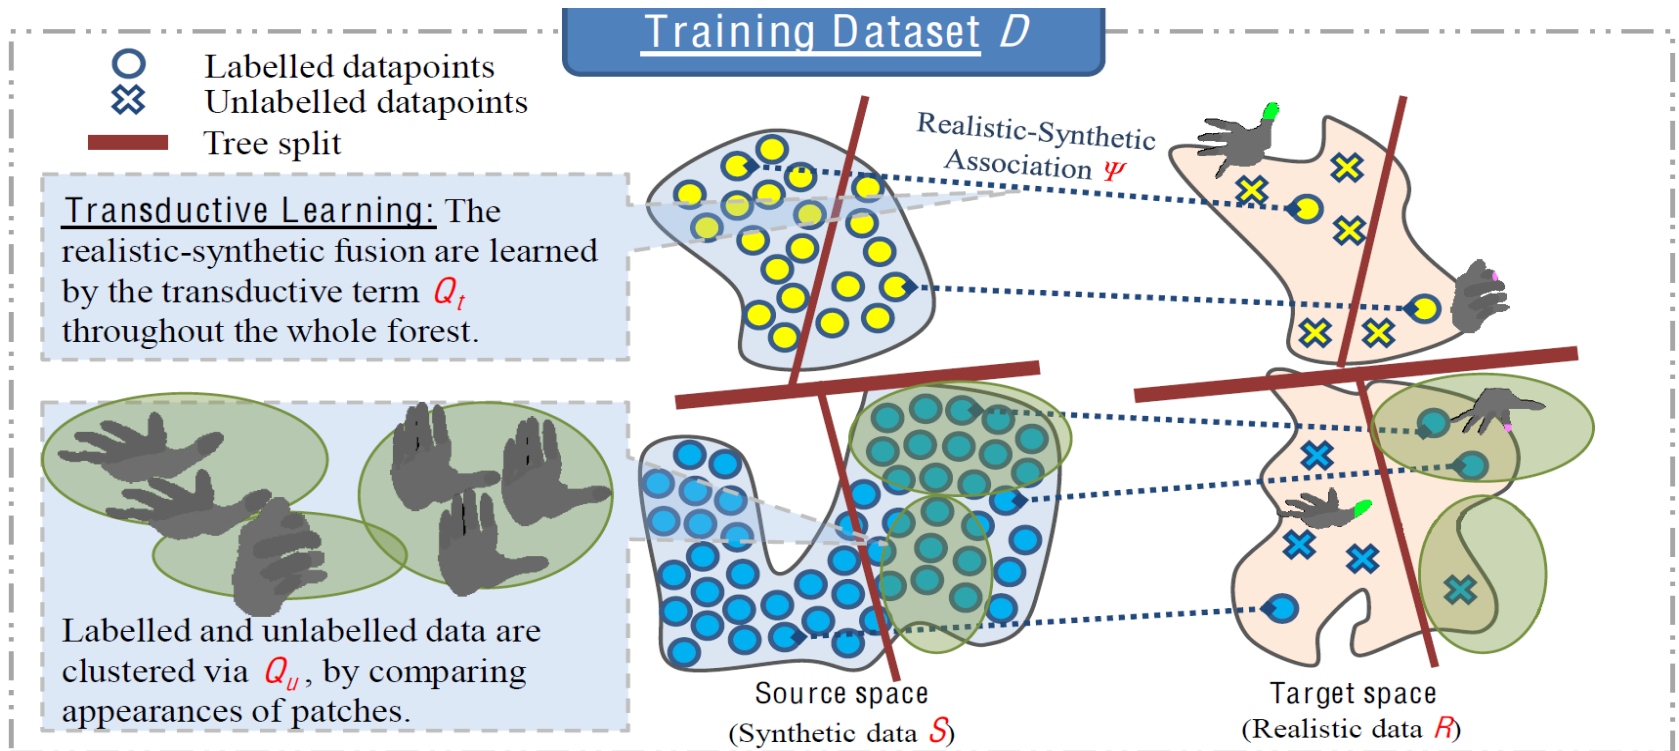 Training Dataset D
Labelled datapoints
Unlabelled datapoints
Tree split
Realistic-Synthetic
Association Ψ
Transductive Learning: The
realistic-synthetic fusion are learned
by the transductive term Qt
throughout the whole forest.
Labelled and unlabelled data are
clustered via Qu, by comparing
appearances of patches.
Source space
(Synthetic data S)
Target space
(Realistic data R)